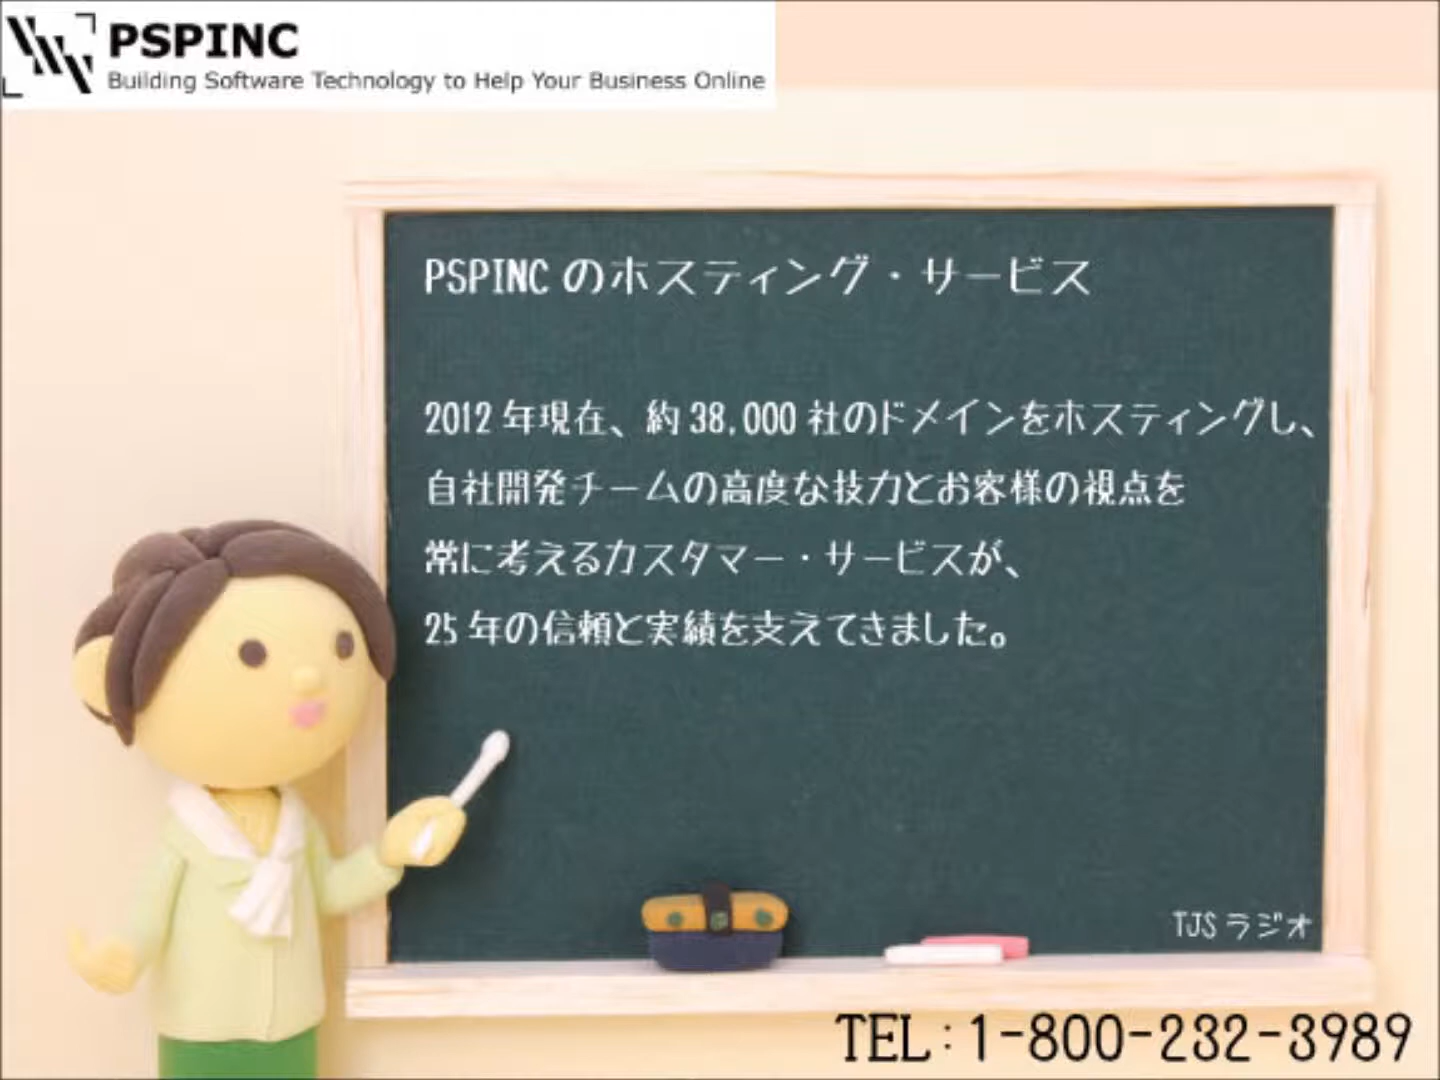 PSPINC
Building Software Technology to Help Your Business Online
PSPINC のホスティング・サービス
2012 年現在、約 38,000 社のドメインをホスティングし、
自社開発チームの高度な技力とお客様の視点を
常に考えるカスタマー・サービスが、
25 年の信頼と実績を支えてきました。
TJS ラジオ
TEL：1-800-232-3989